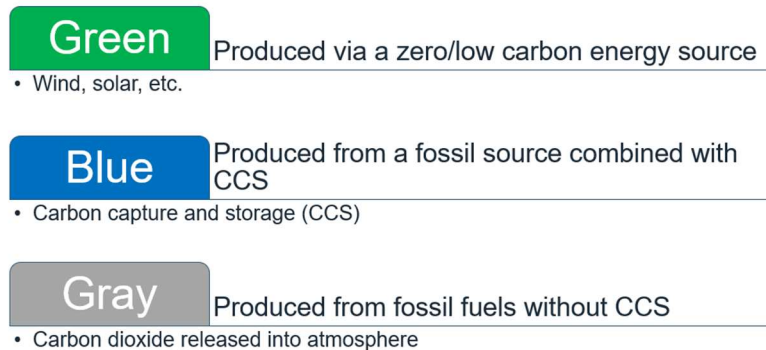 Green
Produced via a zero/low carbon energy source
• Wind, solar, etc.
Blue
Produced from a fossil source combined with
CCS
• Carbon capture and storage (CCS)
Gray
Produced from fossil fuels without CCS
• Carbon dioxide released into atmosphere